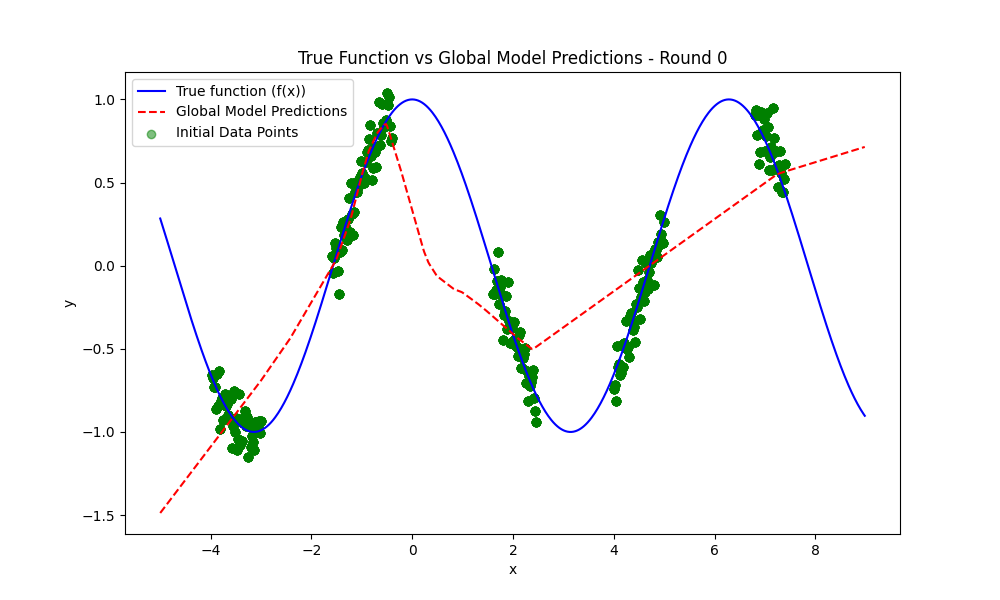 True Function vs Global Model Predictions - Round 0
True function (f(x))
Global Model Predictions
Initial Data Points
1.0
0.5
0.0
−0.5
−1.0
−1.5
y
−4
−2
0
2
4
6
8
x